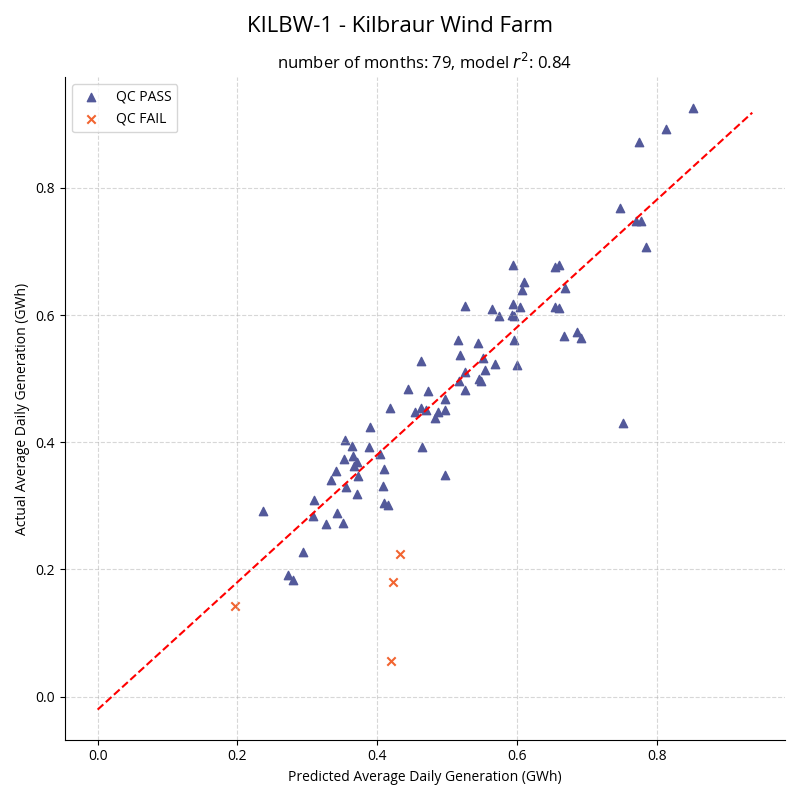 KILBW-1 - Kilbraur Wind Farm
number of months: 79, model r²: 0.84
QC PASS
QC FAIL
Actual Average Daily Generation (GWh)
0.8
0.6
0.4
0.2
0.0
0.0 0.2 0.4 0.6 0.8
Predicted Average Daily Generation (GWh)